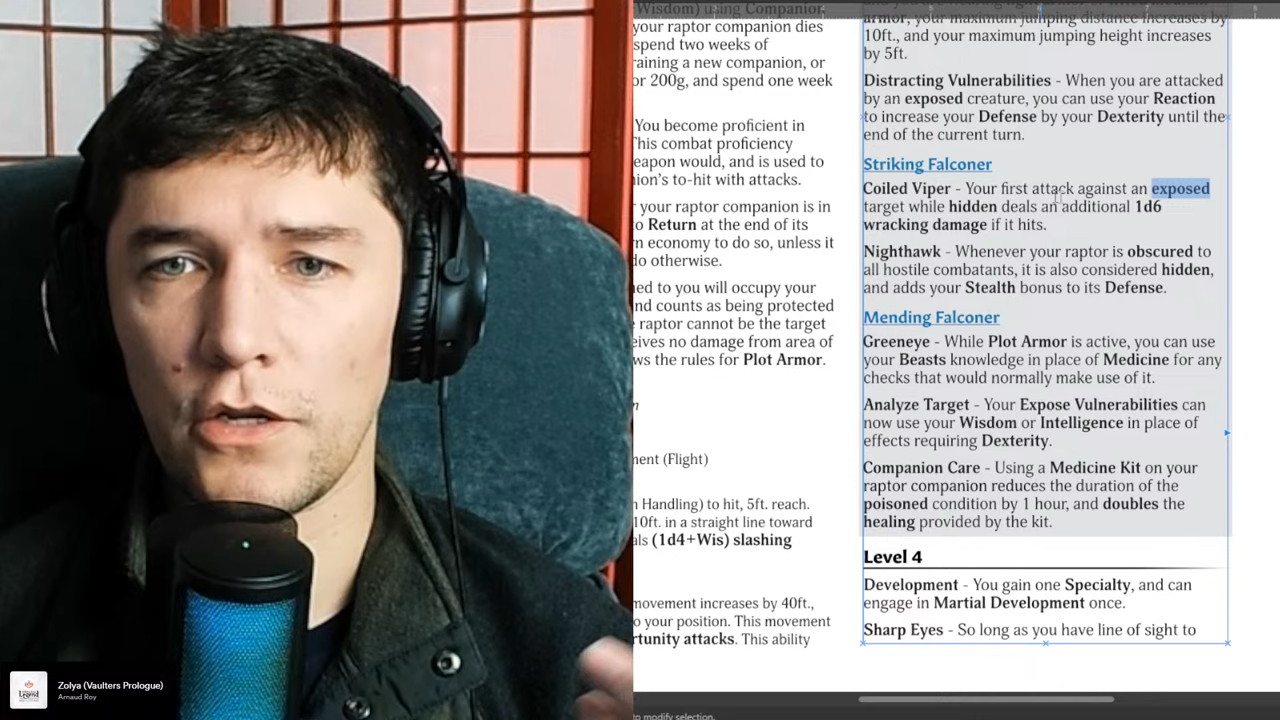 Wisdom) using Companion
your raptor companion dies
spend two weeks of
raining a new companion, or
or 200g, and spend one week
You become proficient in
This combat proficiency
eapon would, and is used to
nion's to-hit with attacks.
r your raptor companion is in
to Return at the end of its
rn economy to do so, unless it
do otherwise.
ned to you will occupy your
nd counts as being protected
e raptor cannot be the target
eives no damage from area of
ws the rules for Plot Armor.
n
ment (Flight)
n Handling) to hit, 5ft. reach.
10ft. in a straight line toward
als (1d4+Wis) slashing
movement increases by 40ft.,
o your position. This movement
rtunity attacks. This ability
armor, your maximum jumping distance increases by
10ft., and your maximum jumping height increases
by 5ft.
Distracting Vulnerabilities - When you are attacked
by an exposed creature, you can use your Reaction
to increase your Defense by your Dexterity until the
end of the current turn.
Striking Falconer
Coiled Viper - Your first attack against an exposed
target while hidden deals an additional 1d6
wracking damage if it hits.
Nighthawk - Whenever your raptor is obscured to
all hostile combatants, it is also considered hidden,
and adds your Stealth bonus to its Defense.
Mending Falconer
Greeneye - While Plot Armor is active, you can use
your Beasts knowledge in place of Medicine for any
checks that would normally make use of it.
Analyze Target - Your Expose Vulnerabilities can
now use your Wisdom or Intelligence in place of
effects requiring Dexterity.
Companion Care - Using a Medicine Kit on your
raptor companion reduces the duration of the
poisoned condition by 1 hour, and doubles the
healing provided by the kit.
Level 4
Development - You gain one Specialty, and can
engage in Martial Development once.
Sharp Eyes - So long as you have line of sight to
to modify selection.
Legend
Zolya (Vaulters Prologue)
Arnaud Roy